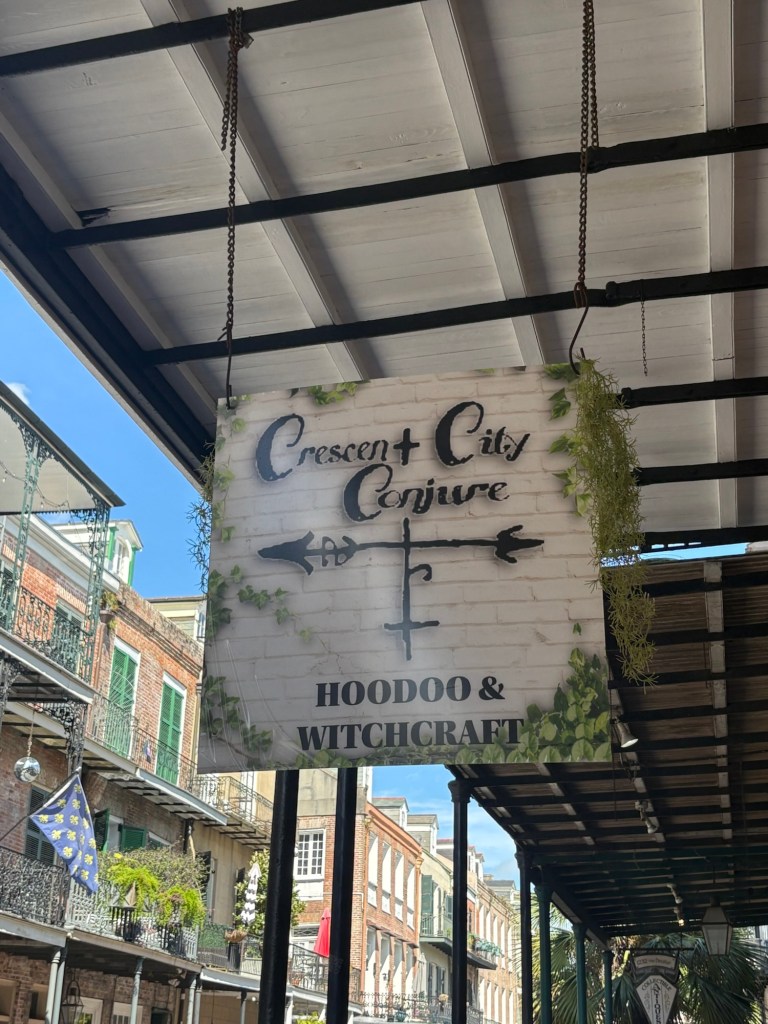 Crescent City
Conjure
HOODOO &
WITCHCRAFT